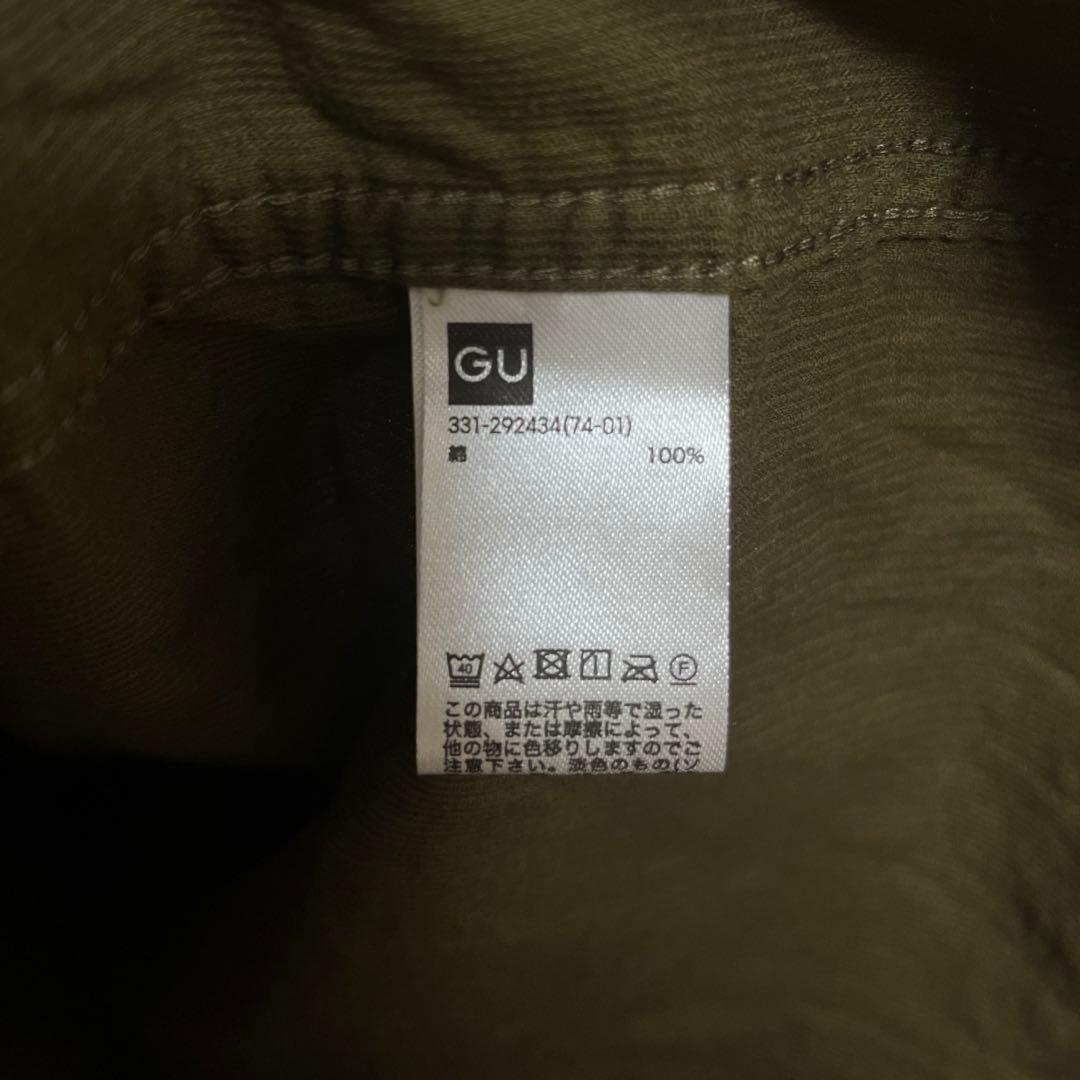 GU
331-292434(74-01)
綿 100%
40 F
この商品は汗や雨等で湿った
状態、または摩擦によって、
他の物に色移りしますのでご
注意下さい。淡色のもの(ソ